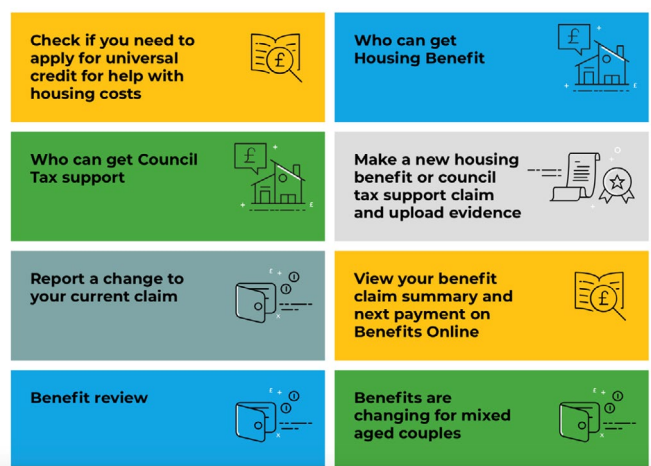 Check if you need to
apply for universal
credit for help with
housing costs
£
Who can get
Housing Benefit
£
£
Who can get Council
Tax support
£
£
Make a new housing
benefit or council
tax support claim
and upload evidence
Report a change to
your current claim
£
View your benefit
claim summary and
next payment on
Benefits Online
£
Benefit review
£
Benefits are
changing for mixed
aged couples
£